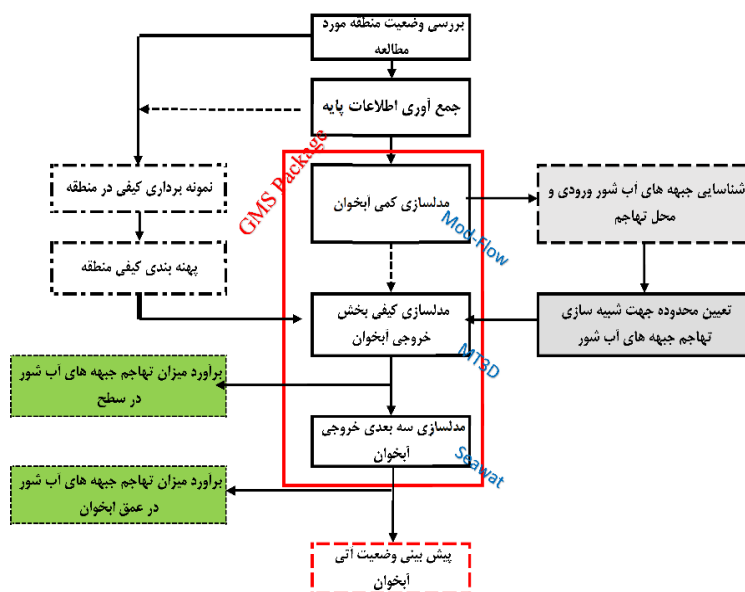 بررسی وضعیت منطقه مورد
مطالعه
جمع آوری اطلاعات پایه
GMS Package
نمونه برداری کیفی در منطقه
مدلسازی کمی آبخوان
Mod-Flow
شناسایی جبهه های آب شور ورودی و
محل تهاجم
پهنه بندی کیفی منطقه
مدلسازی کیفی بخش
خروجی آبخوان
MT3D
تعیین محدوده جهت شبیه سازی
تهاجم جبهه های آب شور
برآورد میزان تهاجم جبهه های آب شور
در سطح
مدلسازی سه بعدی خروجی
آبخوان
Seawat
برآورد میزان تهاجم جبهه های آب شور
در عمق ابخوان
پیش بینی وضعیت آتی
آبخوان